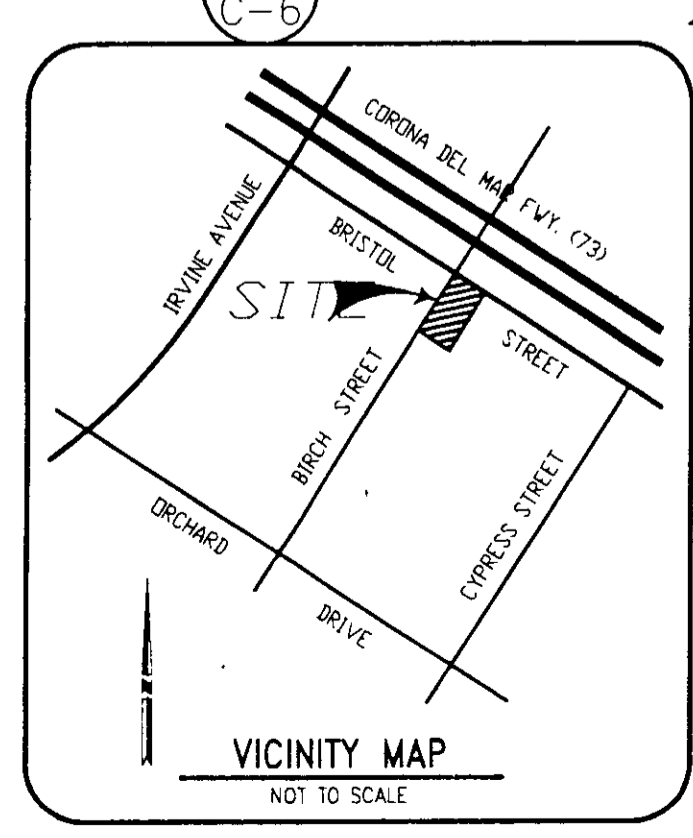 C-6
CORONA DEL MAR FWY. (73)
IRVINE AVENUE
BRISTOL
SITE
STREET
BIRCH STREET
CYPRESS STREET
ORCHARD
DRIVE
VICINITY MAP
NOT TO SCALE